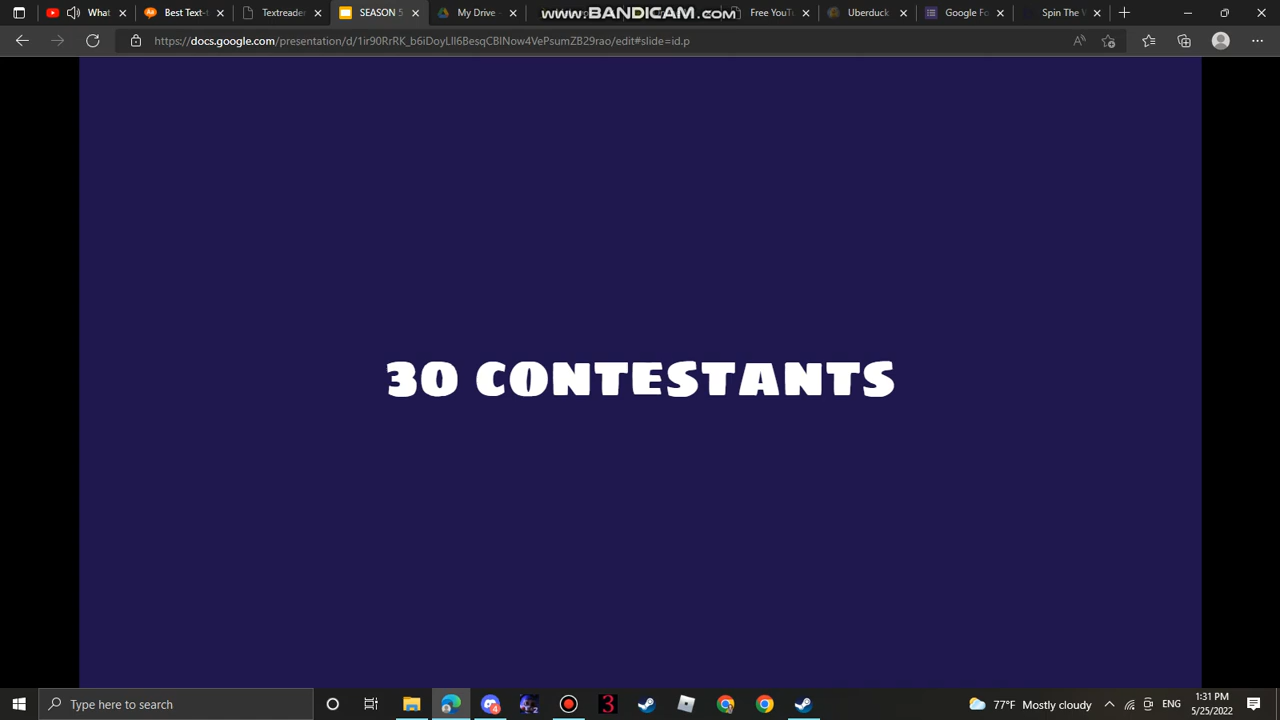 What
Best Text-t
Textreader
SEASON 5
My Drive -
www.BANDICAM.com
Free YouTu
Uberduck
Google Fo
Spin The W
https://docs.google.com/presentation/d/1ir90RrRK_b6iDoyLlI6BesqCBlNow4VePsumZB29rao/edit#slide=id.p
30 CONTESTANTS
Type here to search
77°F Mostly cloudy
ENG
1:31 PM
5/25/2022